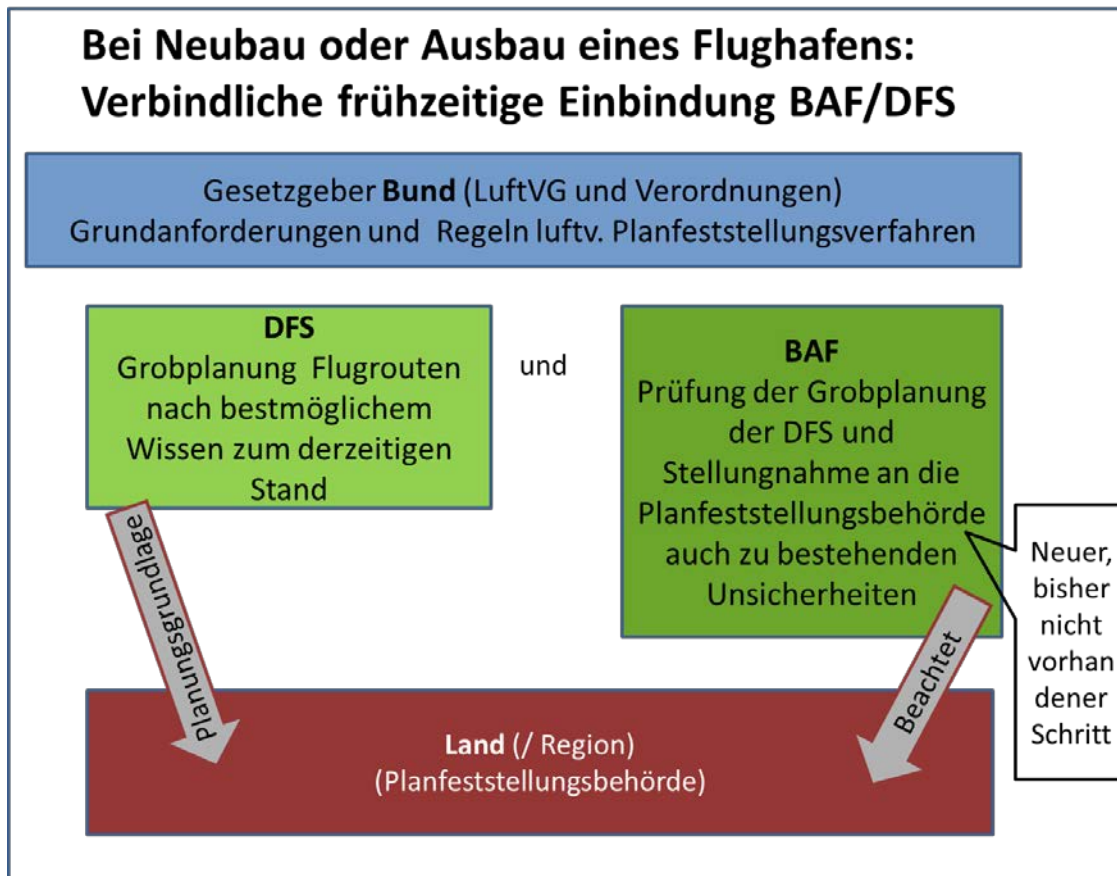 Bei Neubau oder Ausbau eines Flughafens:
Verbindliche frühzeitige Einbindung BAF/DFS
Gesetzgeber Bund (LuftVG und Verordnungen)
Grundanforderungen und Regeln luftv. Planfeststellungsverfahren
DFS
Grobplanung Flugrouten
nach bestmöglichem
Wissen zum derzeitigen
Stand
und
BAF
Prüfung der Grobplanung
der DFS und
Stellungnahme an die
Planfeststellungsbehörde
auch zu bestehenden
Unsicherheiten
Neuer,
bisher
nicht
vorhan
dener
Schritt
Planungsgrundlage
Beachtet
Land (/ Region)
(Planfeststellungsbehörde)